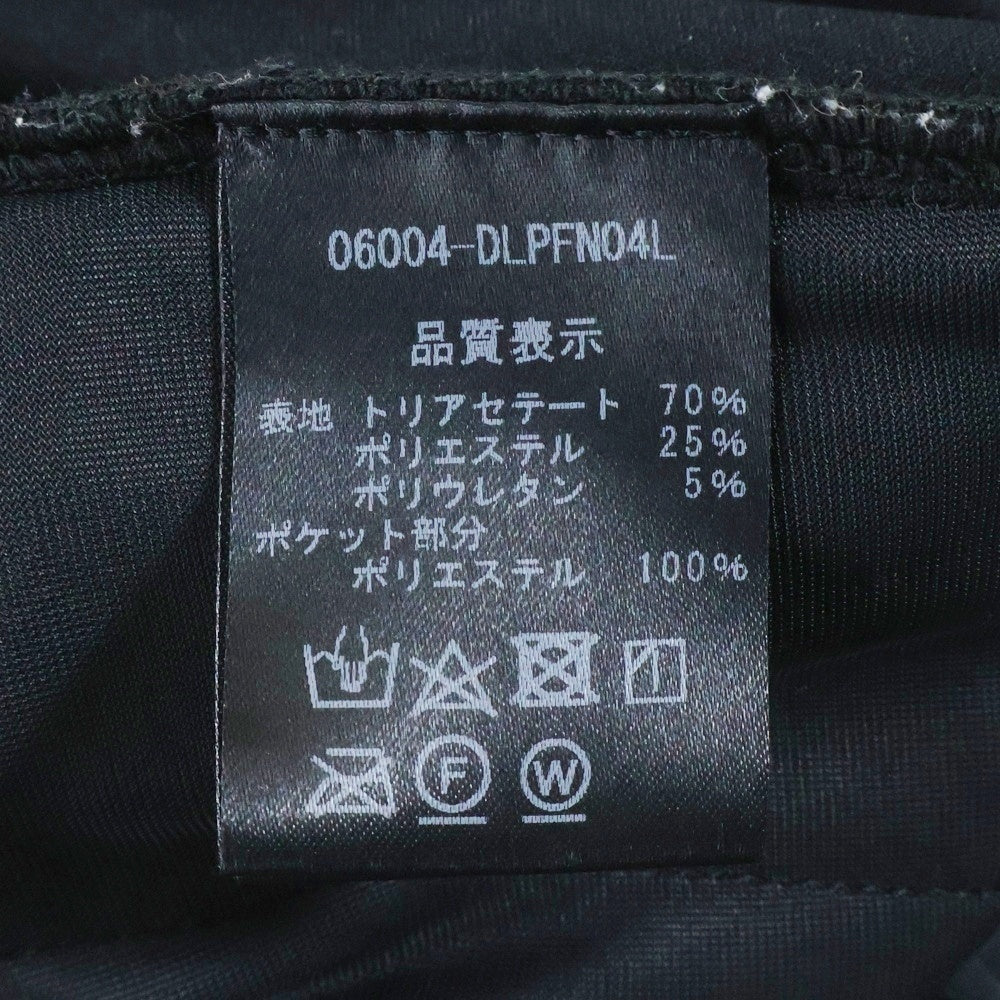 06004-DLPFN04L
品質表示
表地 トリアセテート 70%
ポリエステル 25%
ポリウレタン 5%
ポケット部分
ポリエステル 100%
F W